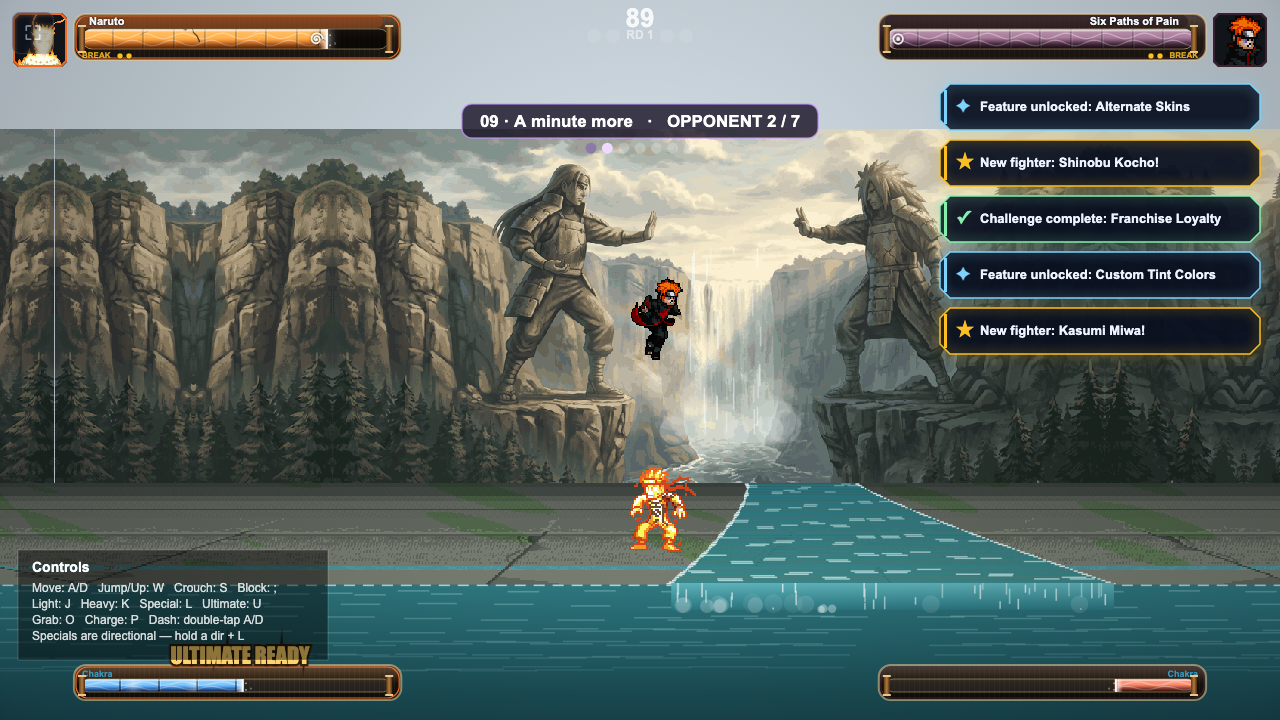 Naruto
BREAK
89
RD 1
Six Paths of Pain
BREAK
09 · A minute more · OPPONENT 2 / 7
Feature unlocked: Alternate Skins
New fighter: Shinobu Kocho!
Challenge complete: Franchise Loyalty
Feature unlocked: Custom Tint Colors
New fighter: Kasumi Miwa!
Controls
Move: A/D Jump/Up: W Crouch: S Block: ;
Light: J Heavy: K Special: L Ultimate: U
Grab: O Charge: P Dash: double-tap A/D
Specials are directional — hold a dir + L
ULTIMATE READY
Chakra
Chakra